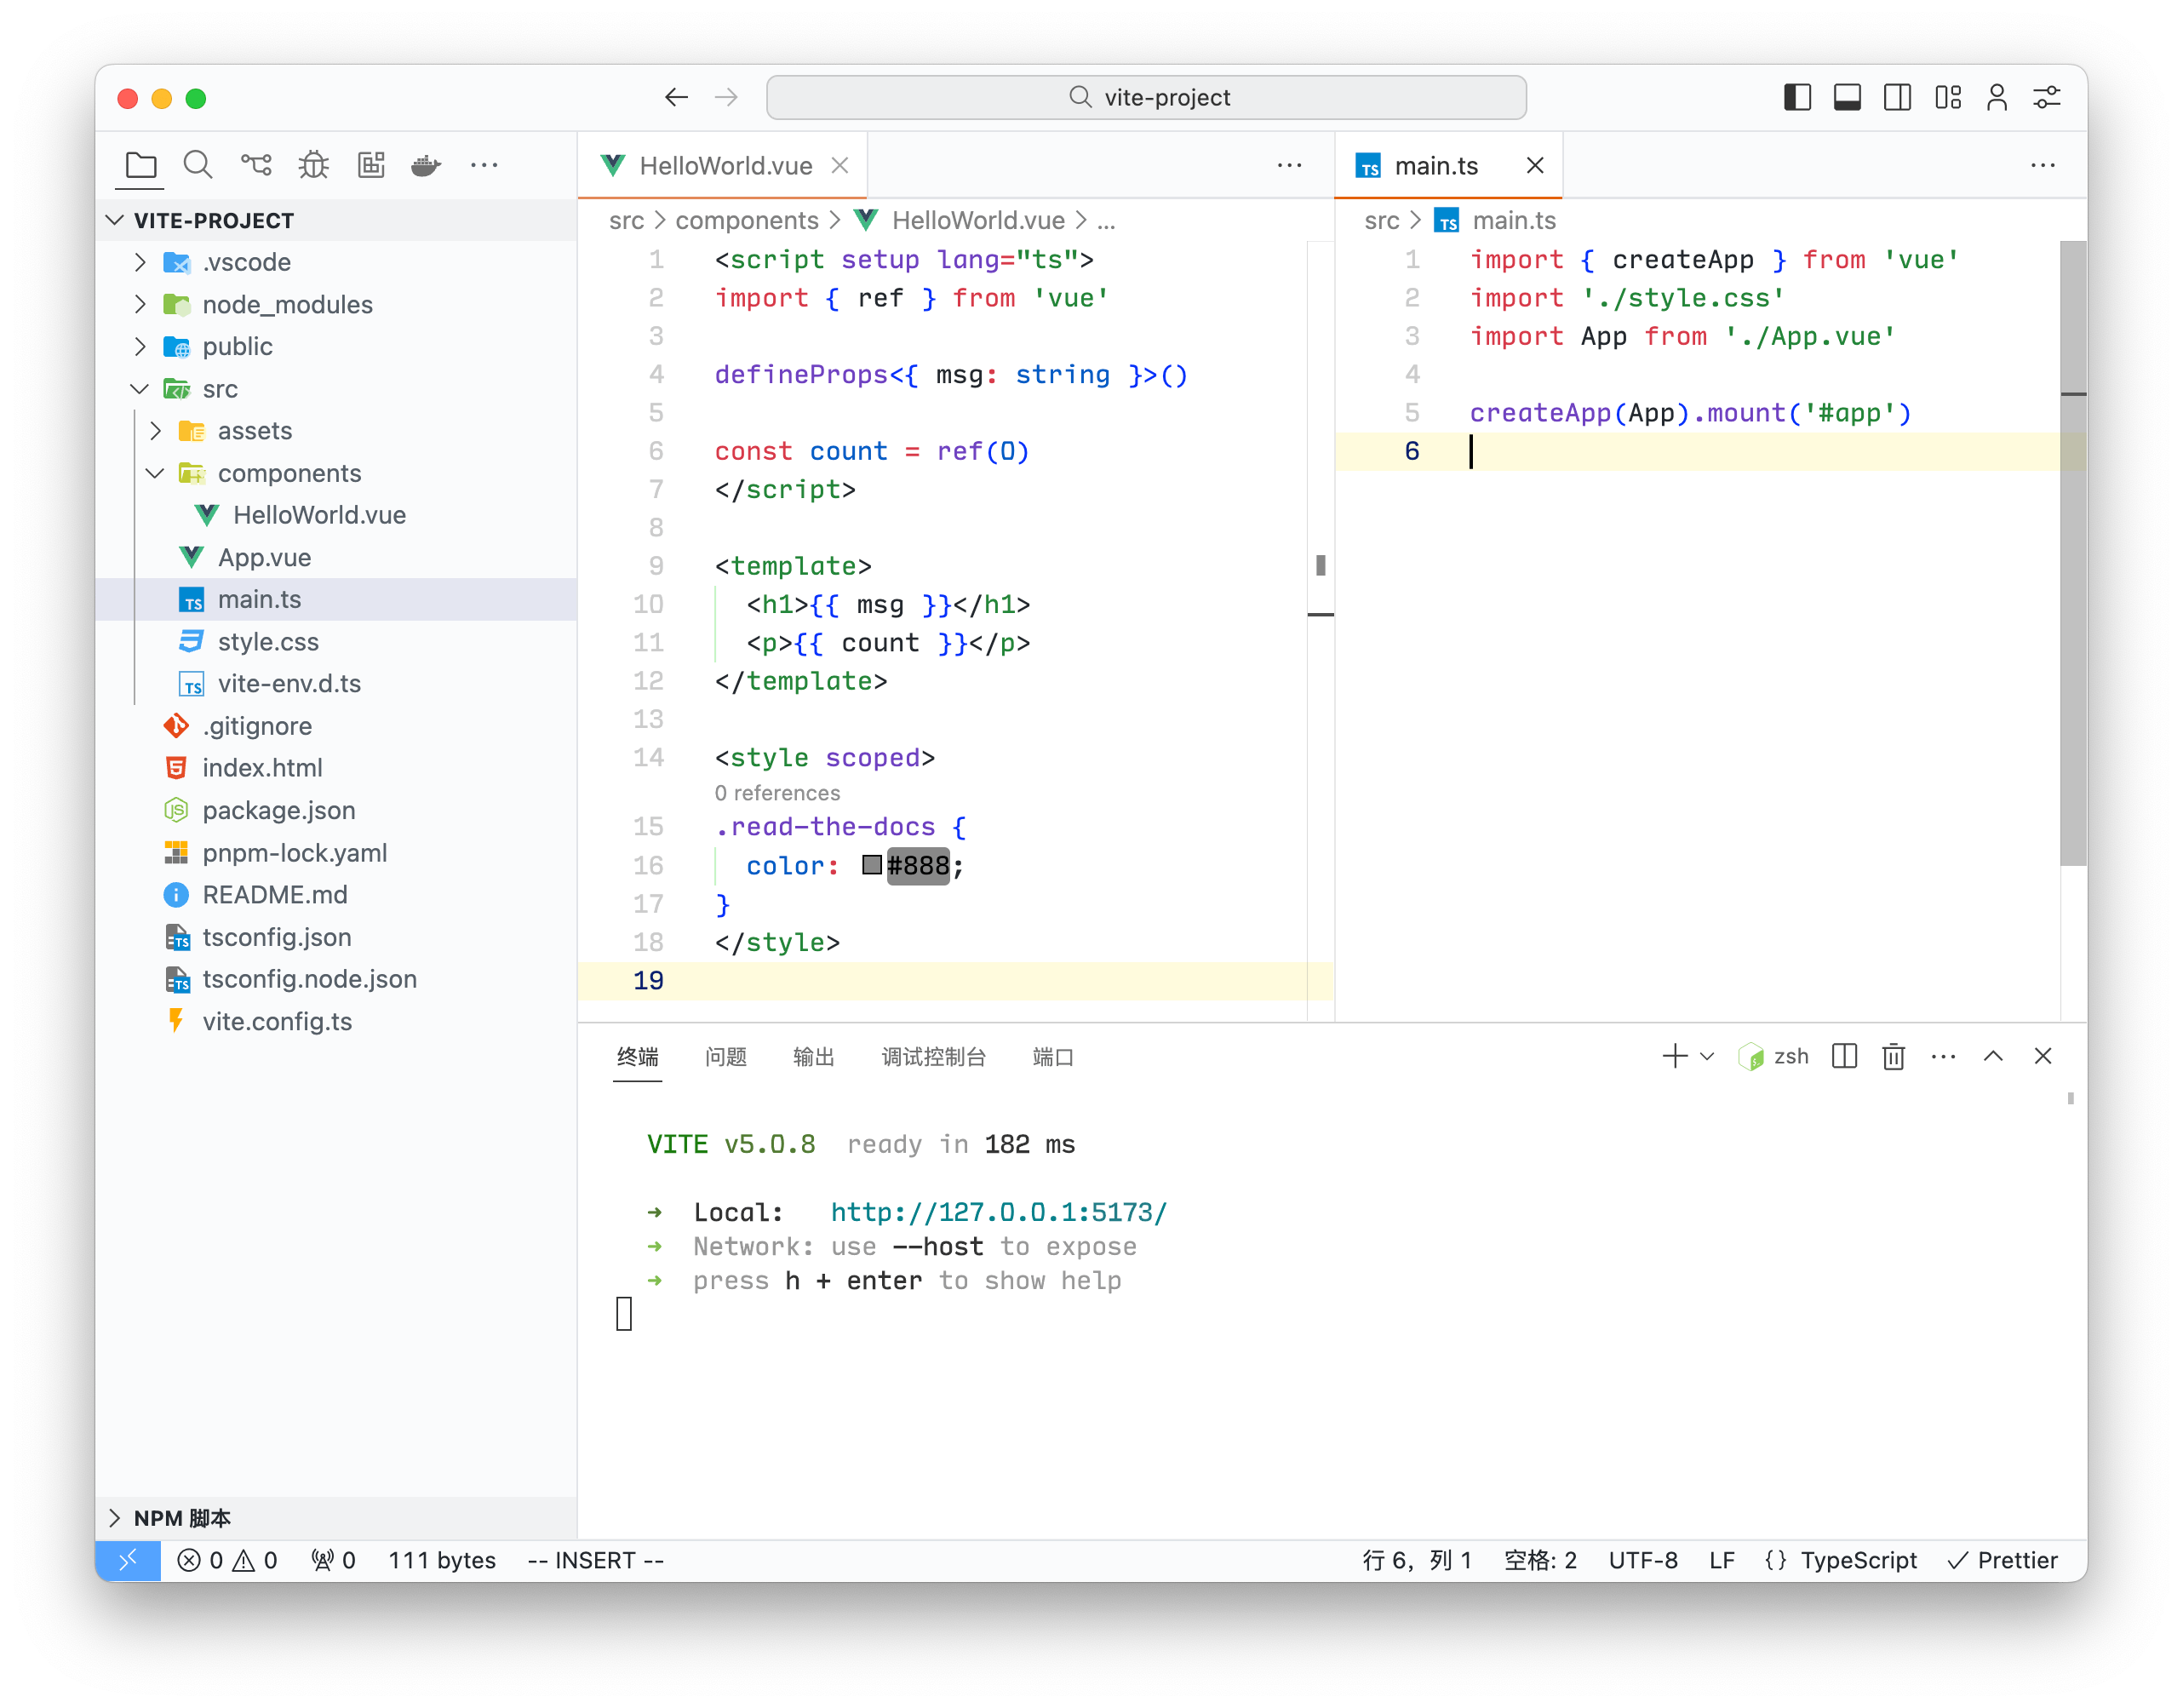 vite-project
VITE-PROJECT
.vscode
node_modules
public
src
assets
components
HelloWorld.vue
App.vue
main.ts
style.css
vite-env.d.ts
.gitignore
index.html
package.json
pnpm-lock.yaml
README.md
tsconfig.json
tsconfig.node.json
vite.config.ts
NPM 脚本
HelloWorld.vue
src > components > HelloWorld.vue > ...
1 <script setup lang="ts">
2 import { ref } from 'vue'
3
4 defineProps<{ msg: string }>()
5
6 const count = ref(0)
7 </script>
8
9 <template>
10 <h1>{{ msg }}</h1>
11 <p>{{ count }}</p>
12 </template>
13
14 <style scoped>
0 references
15 .read-the-docs {
16 color: #888;
17 }
18 </style>
19
main.ts
src > main.ts
1 import { createApp } from 'vue'
2 import './style.css'
3 import App from './App.vue'
4
5 createApp(App).mount('#app')
6
终端 问题 输出 调试控制台 端口 zsh
VITE v5.0.8 ready in 182 ms
➜ Local: http://127.0.0.1:5173/
➜ Network: use --host to expose
➜ press h + enter to show help
0 0 0 111 bytes -- INSERT -- 行 6，列 1 空格: 2 UTF-8 LF {} TypeScript Prettier